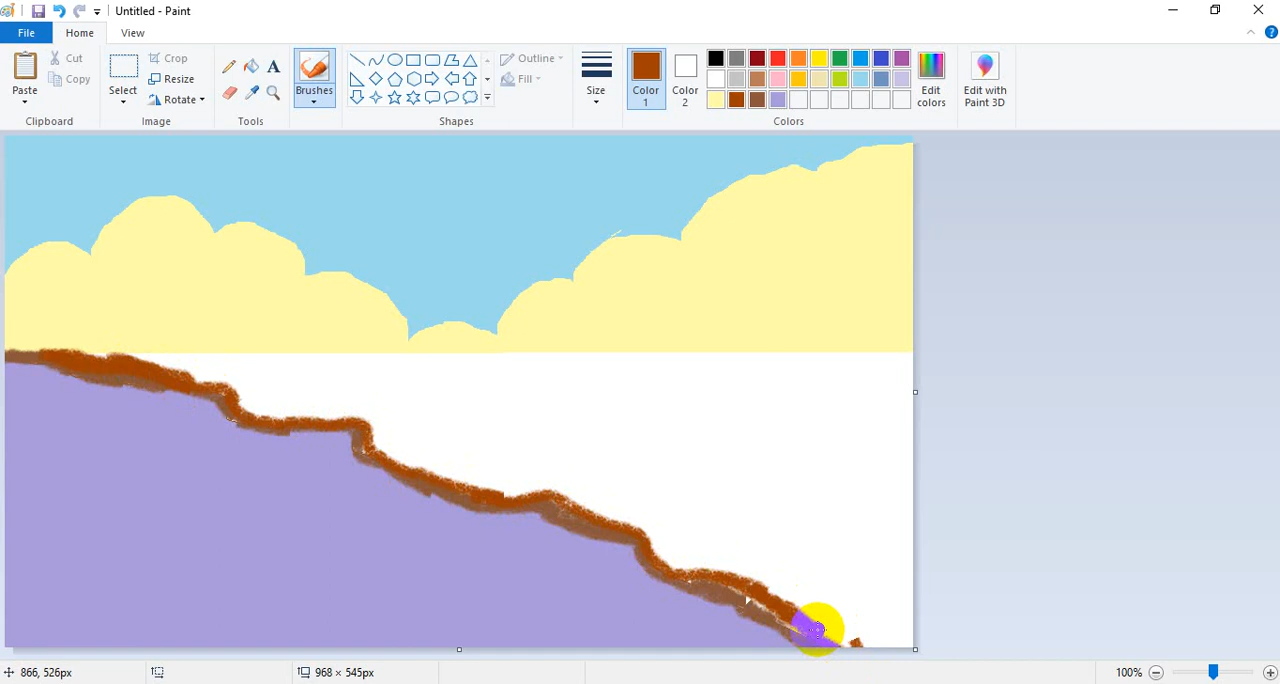 Untitled - Paint
File
Home
View
Paste
Cut
Copy
Clipboard
Select
Crop
Resize
Rotate
Image
A
Tools
Brushes
Outline
Fill
Shapes
Size
Color 1
Color 2
Edit colors
Colors
Edit with Paint 3D
?
866, 526px
968 × 545px
100%